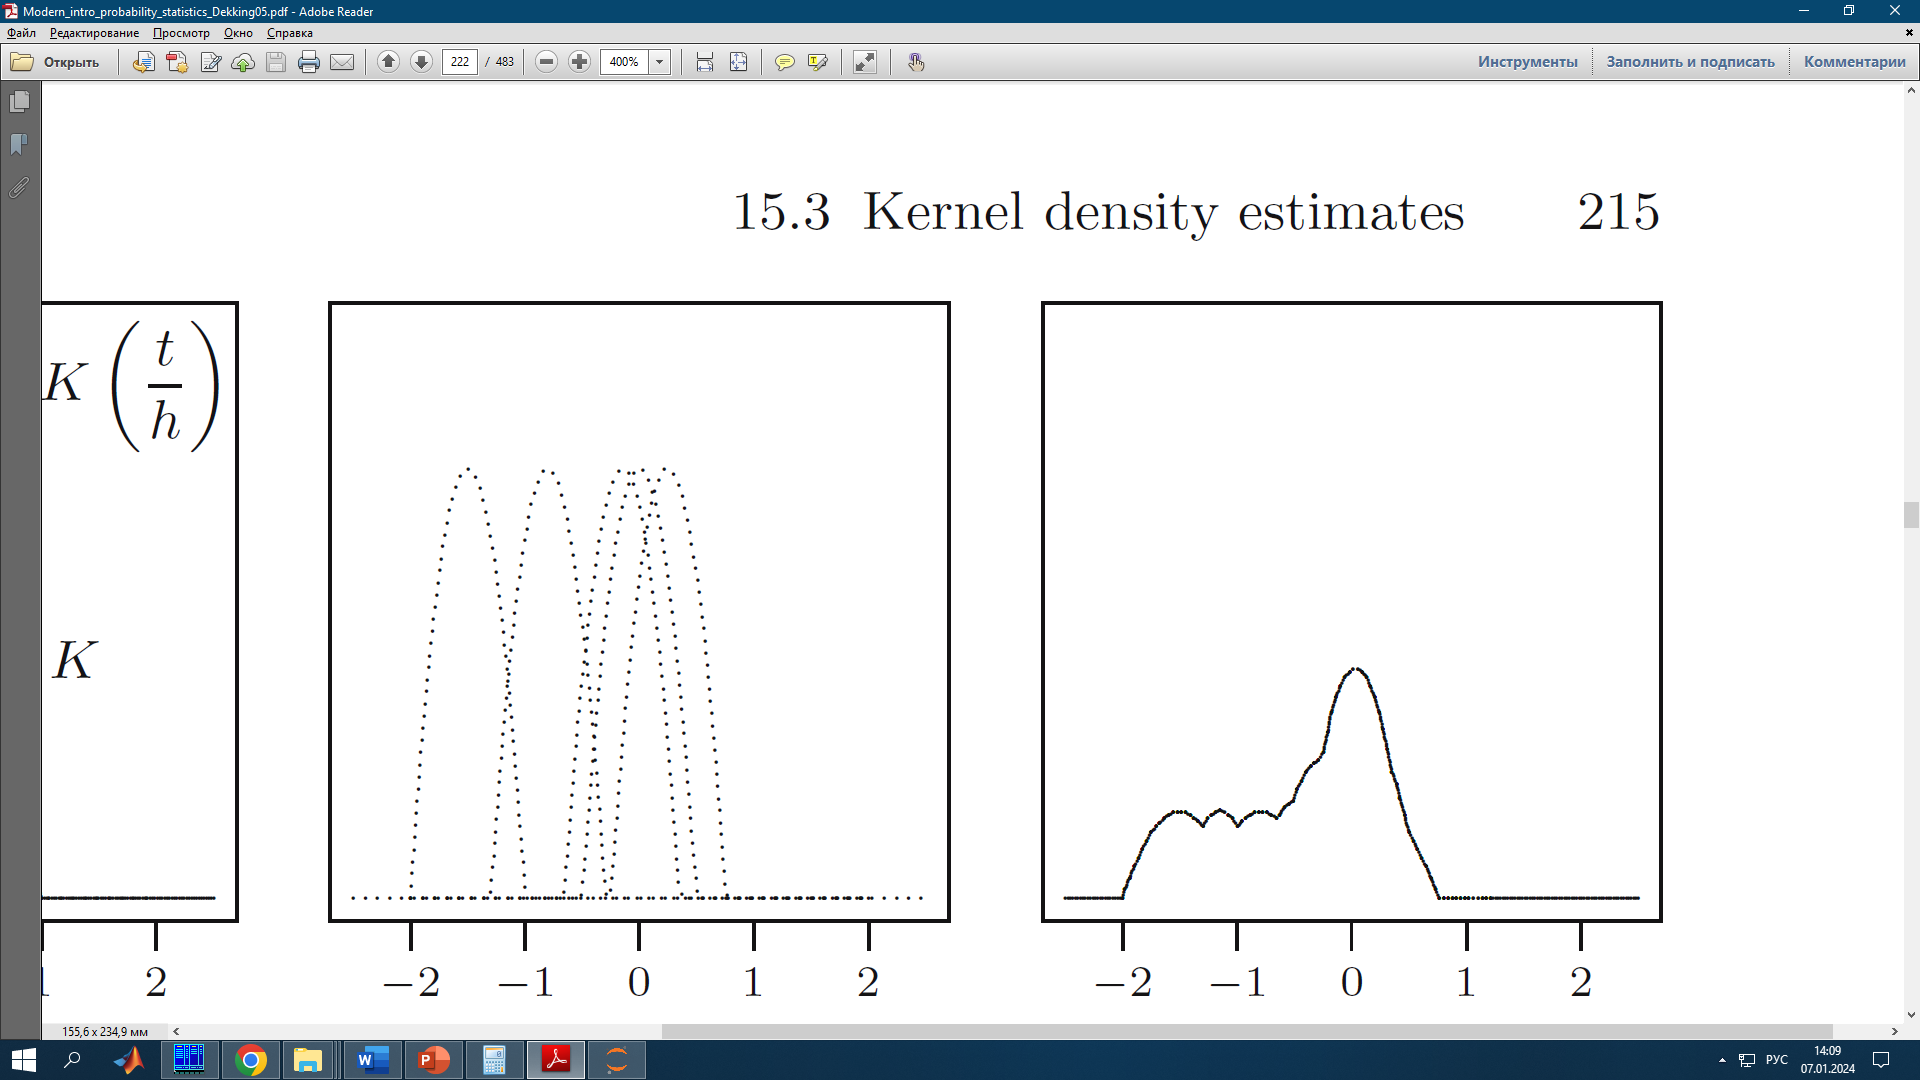 Modern_intro_probability_statistics_Dekking05.pdf - Adobe Reader
Файл Редактирование Просмотр Окно Справка
Открыть 222 / 483 400% Инструменты Заполнить и подписать Комментарии
15.3 Kernel density estimates 215
K (t/h)
K
1 2
−2 −1 0 1 2
−2 −1 0 1 2
155,6 x 234,9 мм
РУС
14:09
07.01.2024